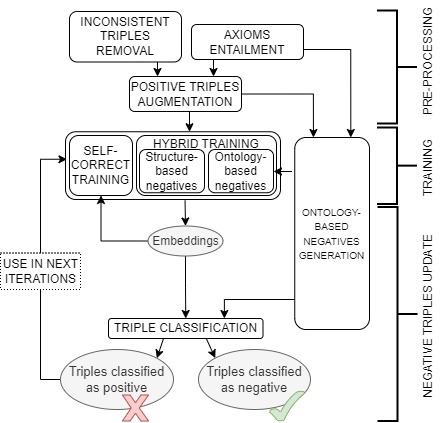 INCONSISTENT
TRIPLES
REMOVAL
AXIOMS
ENTAILMENT
POSITIVE TRIPLES
AUGMENTATION
SELF-
CORRECT
TRAINING
HYBRID TRAINING
Structure-
based
negatives
Ontology-
based
negatives
ONTOLOGY-
BASED
NEGATIVES
GENERATION
Embeddings
USE IN NEXT
ITERATIONS
TRIPLE CLASSIFICATION
Triples classified
as positive
Triples classified
as negative
PRE-PROCESSING
TRAINING
NEGATIVE TRIPLES UPDATE